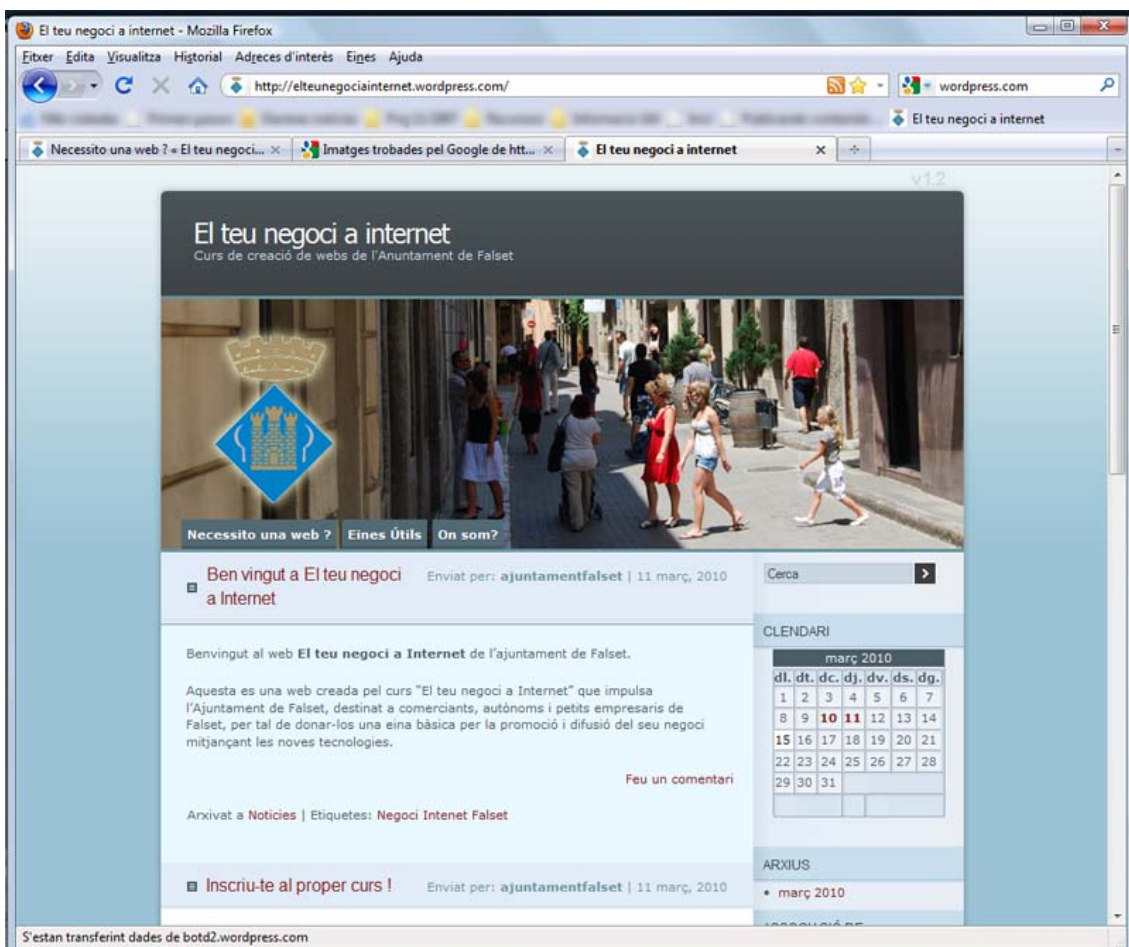 El teu negoci a internet - Mozilla Firefox
Fitxer Edita Visualitza Historial Adreces d'interès Eines Ajuda
http://elteunegociainternet.wordpress.com/ wordpress.com
El teu negoci a internet
Necessito una web ? « El teu negoci... Imatges trobades pel Google de htt... El teu negoci a internet
v1.2
El teu negoci a internet
Curs de creació de webs de l'Anuntament de Falset
Necessito una web ? Eines Útils On som?
Ben vingut a El teu negoci
a Internet
Enviat per: ajuntamentfalset | 11 març, 2010
Benvingut al web El teu negoci a Internet de l'ajuntament de Falset.
Aquesta es una web creada pel curs "El teu negoci a Internet" que impulsa
l'Ajuntament de Falset, destinat a comerciants, autònoms i petits empresaris de
Falset, per tal de donar-los una eina bàsica per la promoció i difusió del seu negoci
mitjançant les noves tecnologies.
Feu un comentari
Arxivat a Noticies | Etiquetes: Negoci Intenet Falset
Inscriu-te al proper curs ! Enviat per: ajuntamentfalset | 11 març, 2010
Cerca
CLENDARI
març 2010
dl. dt. dc. dj. dv. ds. dg.
1 2 3 4 5 6 7
8 9 10 11 12 13 14
15 16 17 18 19 20 21
22 23 24 25 26 27 28
29 30 31
ARXIUS
• març 2010
S'estan transferint dades de botd2.wordpress.com